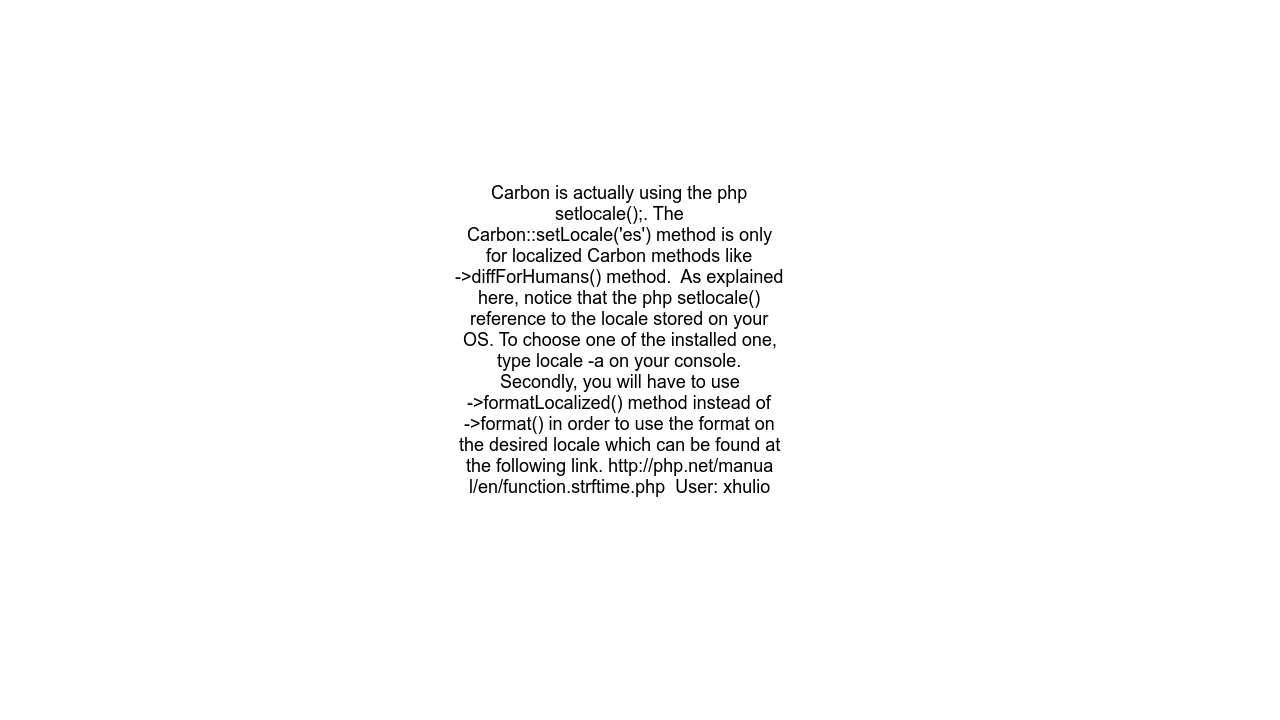 Carbon is actually using the php
setlocale();. The
Carbon::setLocale('es') method is only
for localized Carbon methods like
->diffForHumans() method.  As explained
here, notice that the php setlocale()
reference to the locale stored on your
OS. To choose one of the installed one,
type locale -a on your console.
Secondly, you will have to use
->formatLocalized() method instead of
->format() in order to use the format on
the desired locale which can be found at
the following link. http://php.net/manua
l/en/function.strftime.php  User: xhulio